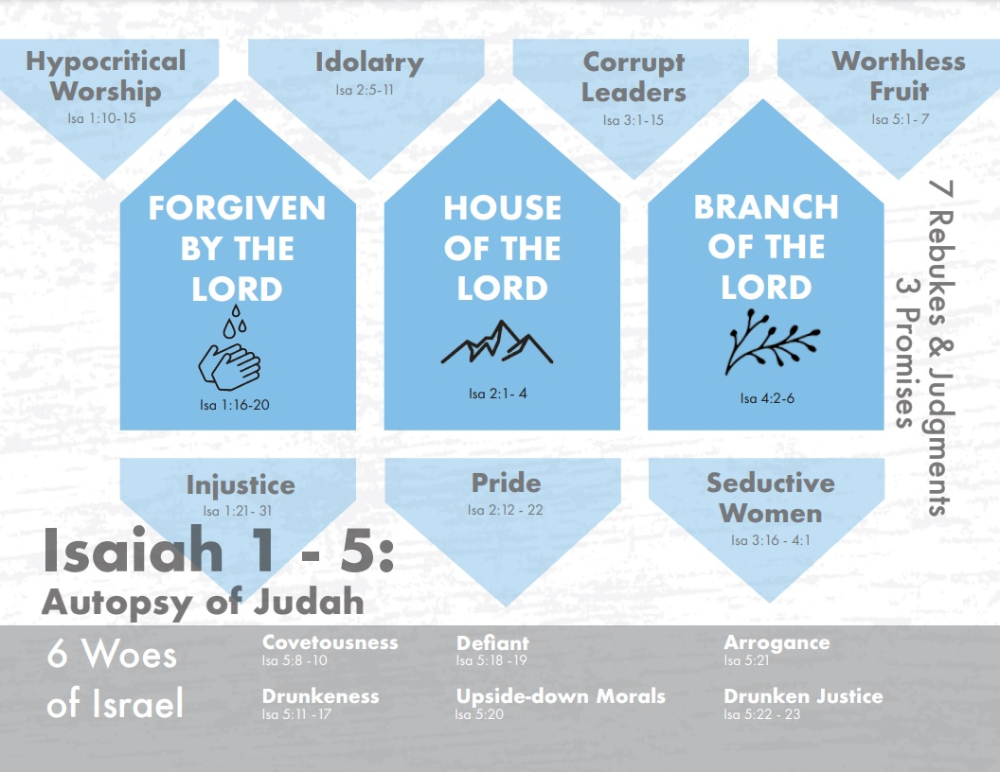 Hypocritical
Worship
Isa 1:10-15
Idolatry
Isa 2:5-11
Corrupt
Leaders
Isa 3:1-15
Worthless
Fruit
Isa 5:1- 7
FORGIVEN
BY THE
LORD
Isa 1:16-20
HOUSE
OF THE
LORD
Isa 2:1- 4
BRANCH
OF THE
LORD
Isa 4:2-6
7 Rebukes & Judgments
3 Promises
Injustice
Isa 1:21- 31
Pride
Isa 2:12 - 22
Seductive
Women
Isa 3:16 - 4:1
Isaiah 1 - 5:
Autopsy of Judah
6 Woes
of Israel
Covetousness
Isa 5:8 -10
Drunkeness
Isa 5:11 -17
Defiant
Isa 5:18 -19
Upside-down Morals
Isa 5:20
Arrogance
Isa 5:21
Drunken Justice
Isa 5:22 - 23